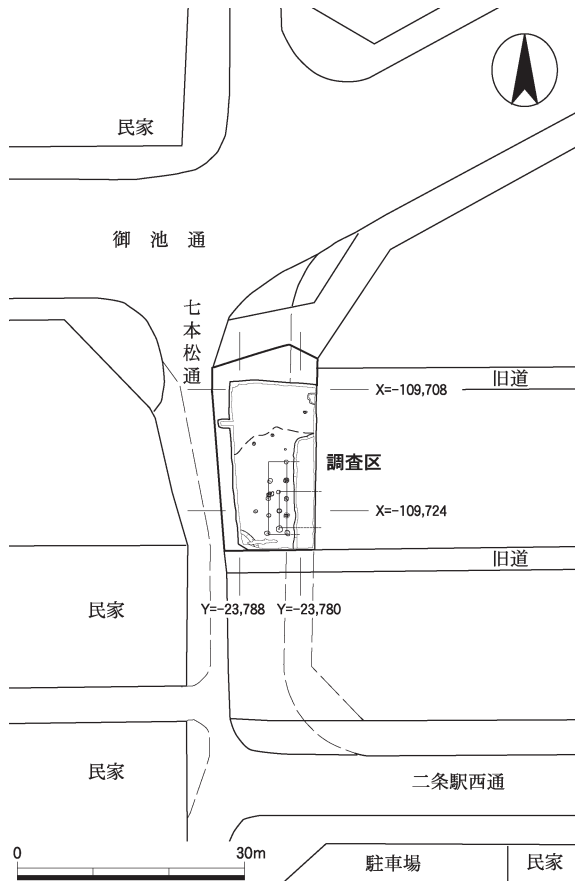 民家
御池通
七本松通
旧道
X=-109,708
調査区
X=-109,724
旧道
民家
Y=-23,788
Y=-23,780
民家
二条駅西通
0
30m
駐車場
民家